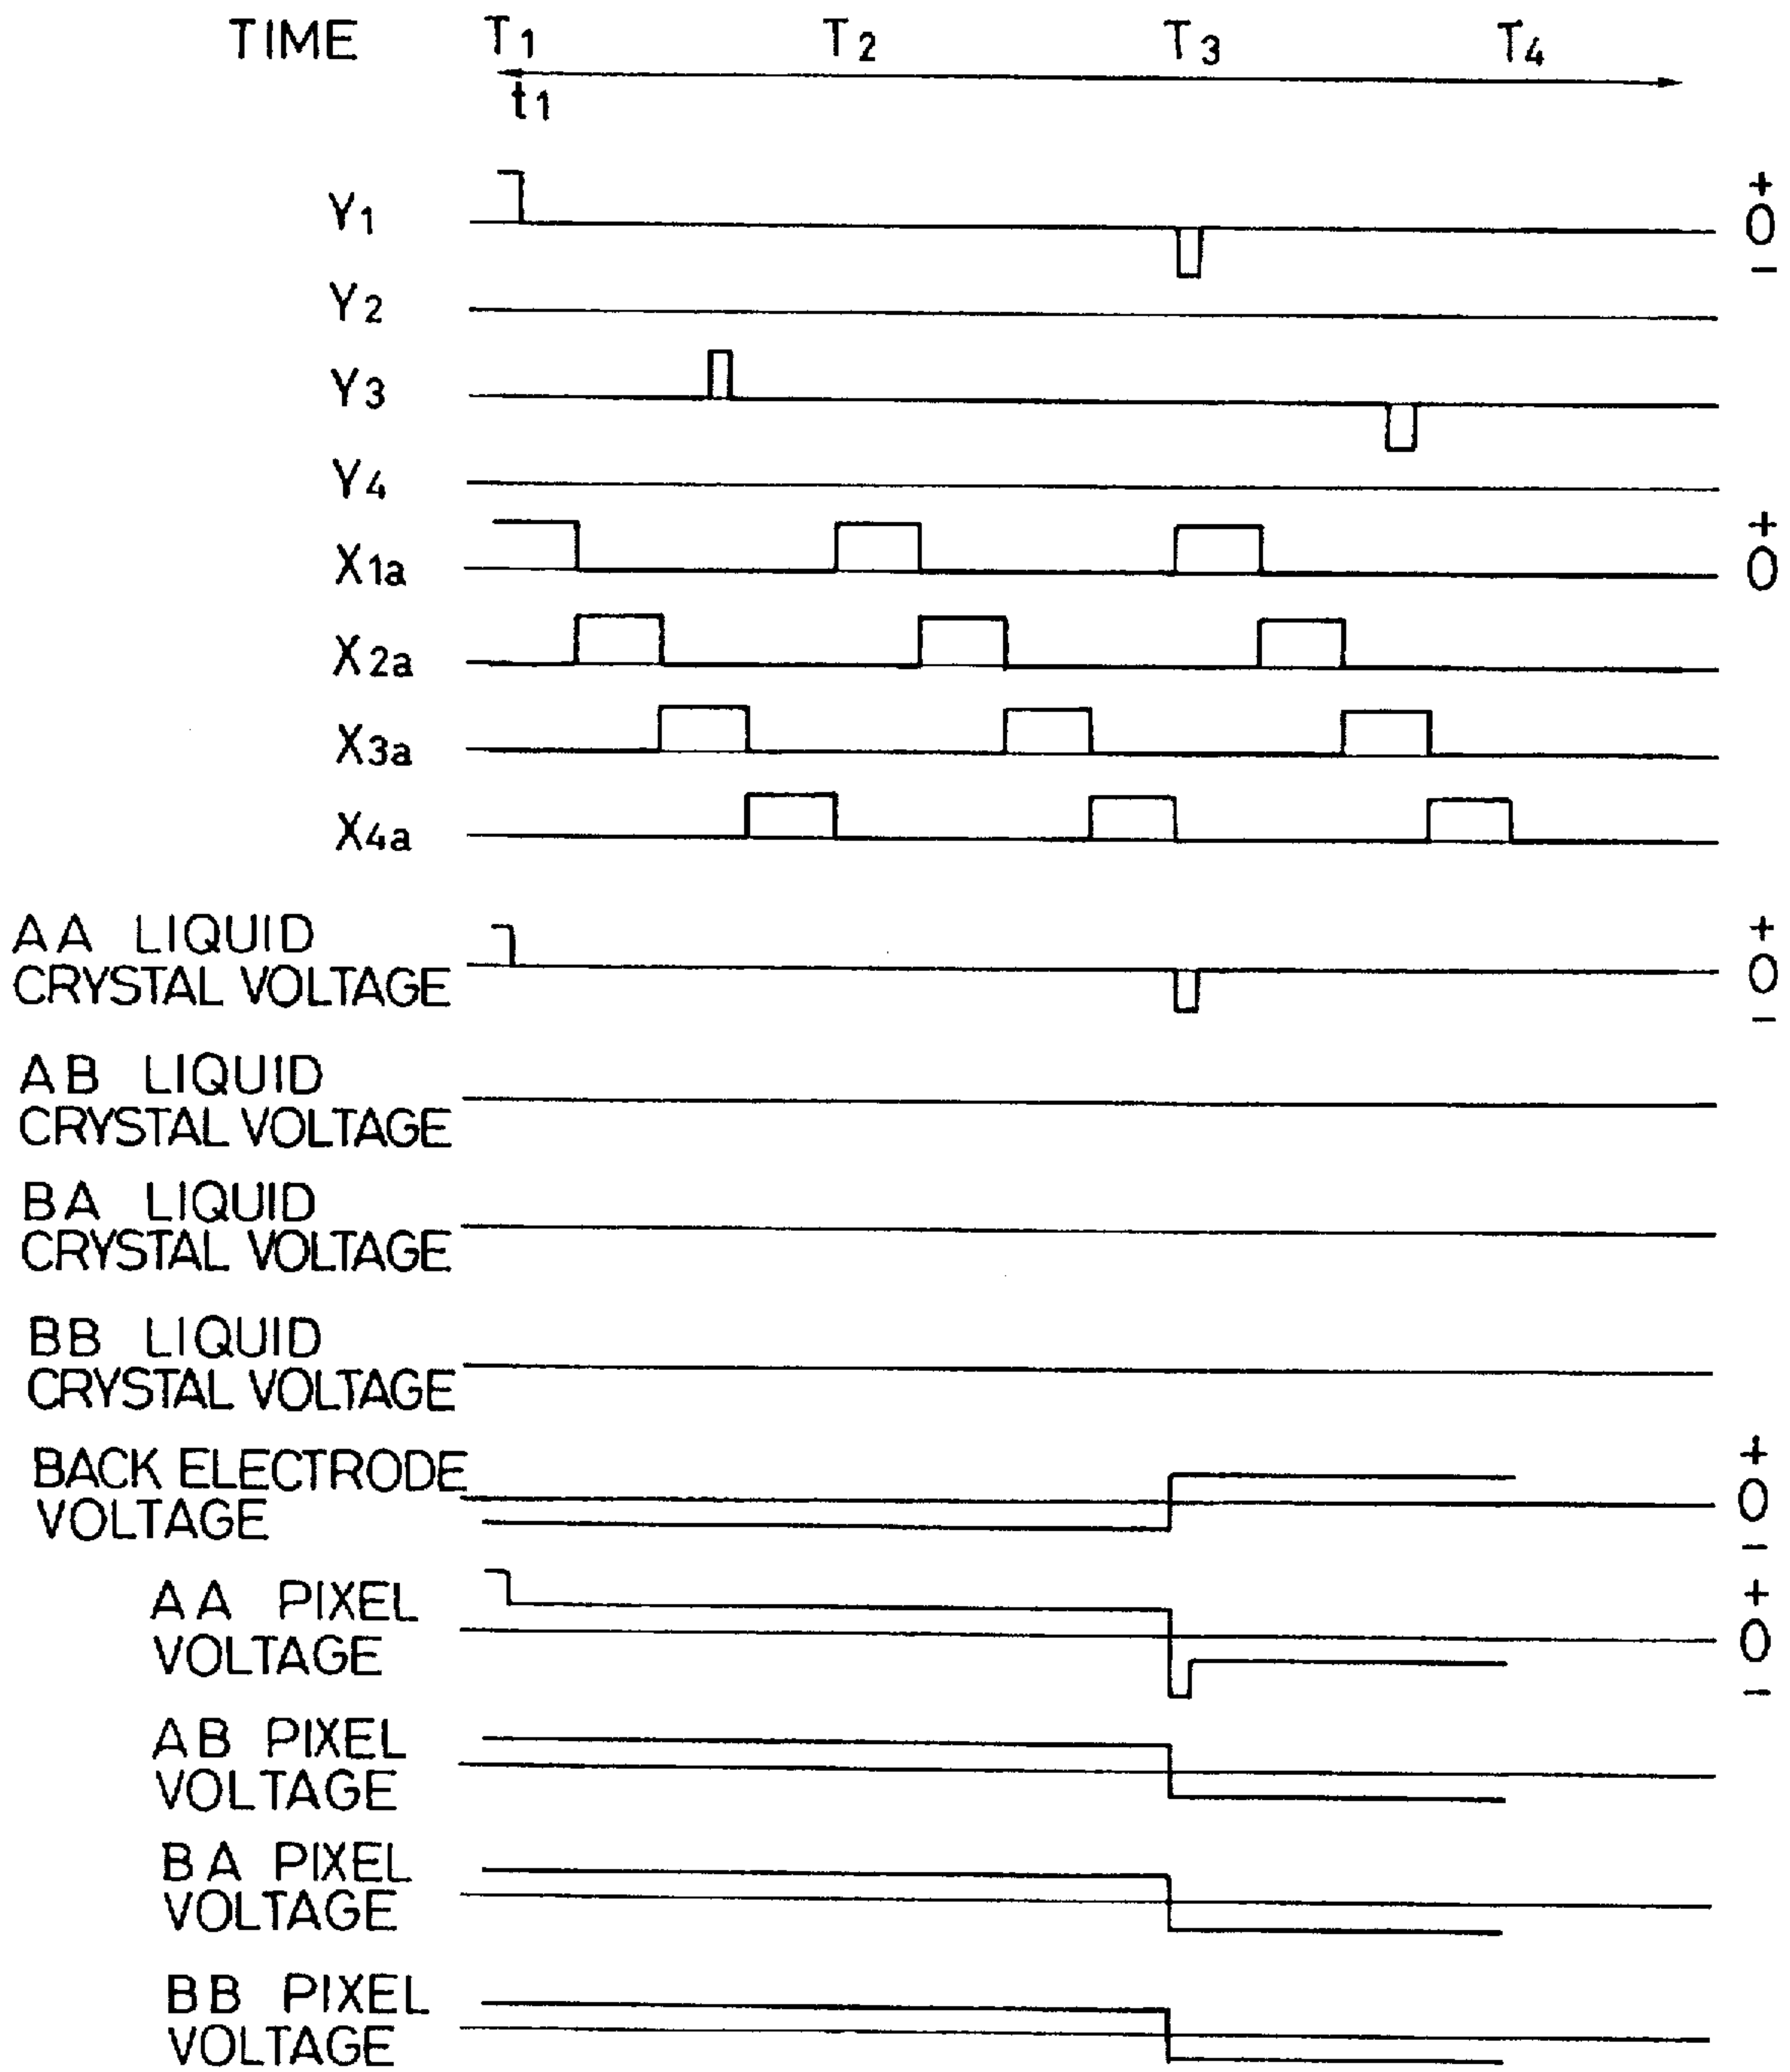 TIME T1 T2 T3 T4
t1
Y1 + 0 −
Y2
Y3
Y4
X1a + 0
X2a
X3a
X4a
AA LIQUID
CRYSTAL VOLTAGE + 0 −
AB LIQUID
CRYSTAL VOLTAGE
BA LIQUID
CRYSTAL VOLTAGE
BB LIQUID
CRYSTAL VOLTAGE
BACK ELECTRODE
VOLTAGE + 0 −
AA PIXEL
VOLTAGE + 0 −
AB PIXEL
VOLTAGE
BA PIXEL
VOLTAGE
BB PIXEL
VOLTAGE